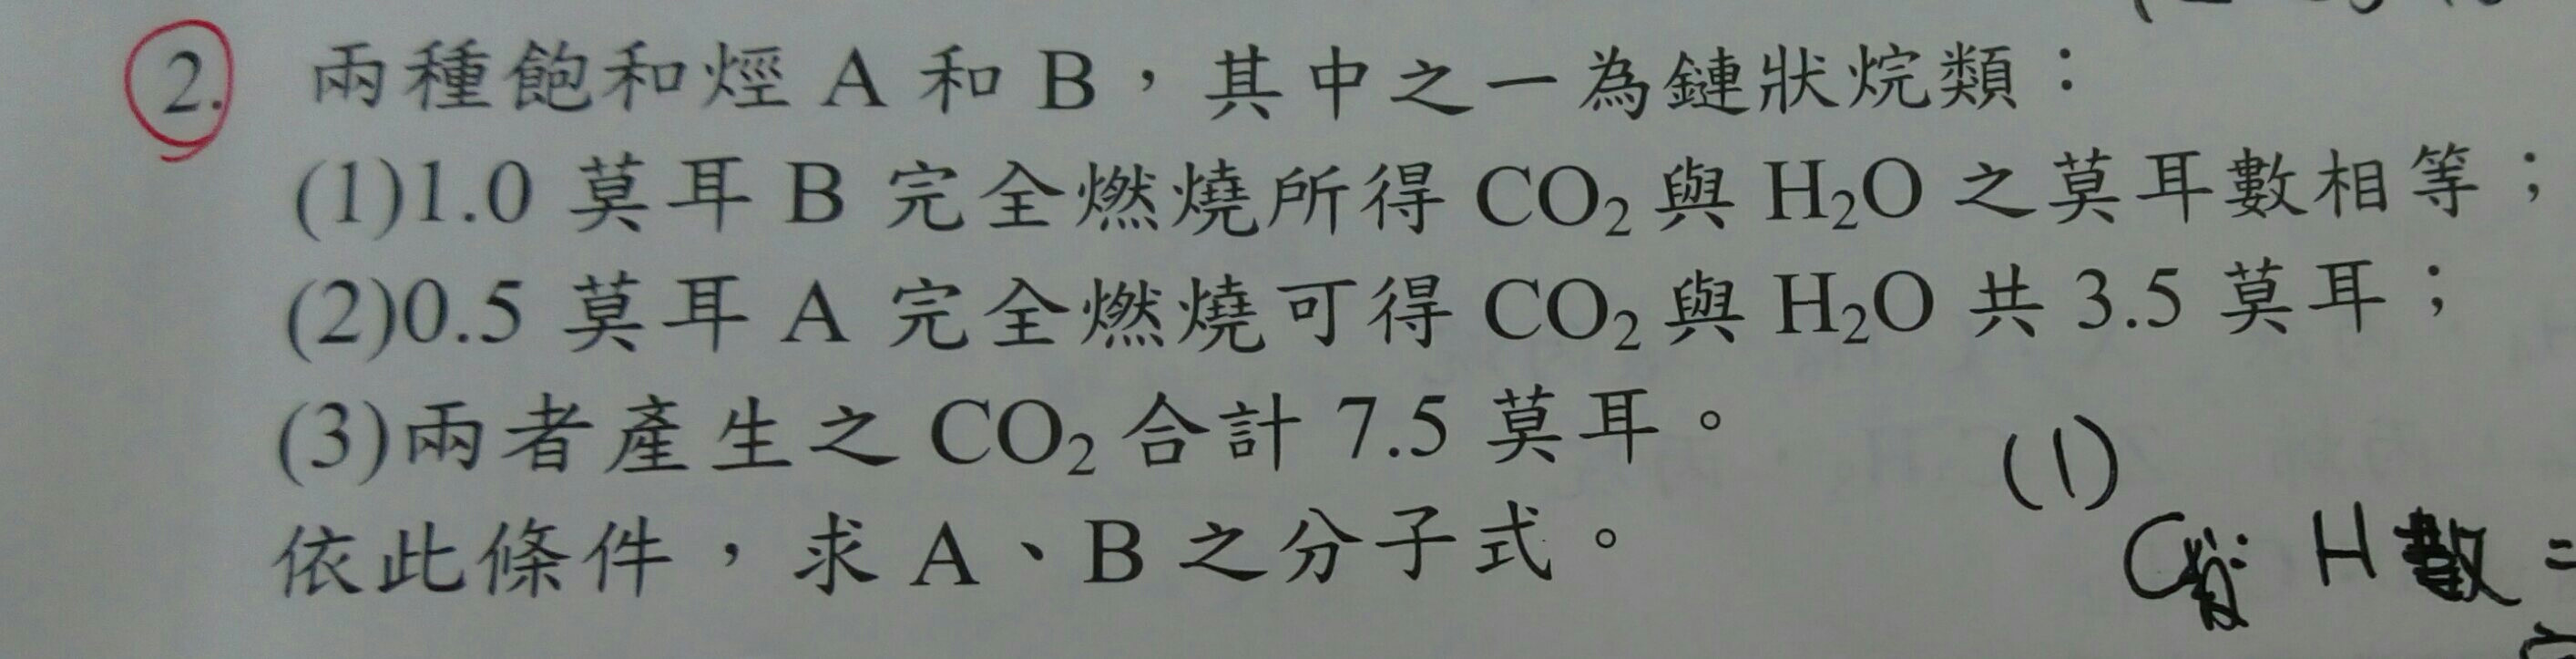 2. 兩種飽和烴 A 和 B，其中之一為鏈狀烷類：
(1)1.0 莫耳 B 完全燃燒所得 CO₂ 與 H₂O 之莫耳數相等；
(2)0.5 莫耳 A 完全燃燒可得 CO₂ 與 H₂O 共 3.5 莫耳；
(3)兩者產生之 CO₂ 合計 7.5 莫耳。
(1)
依此條件，求 A、B 之分子式。
H 數 =